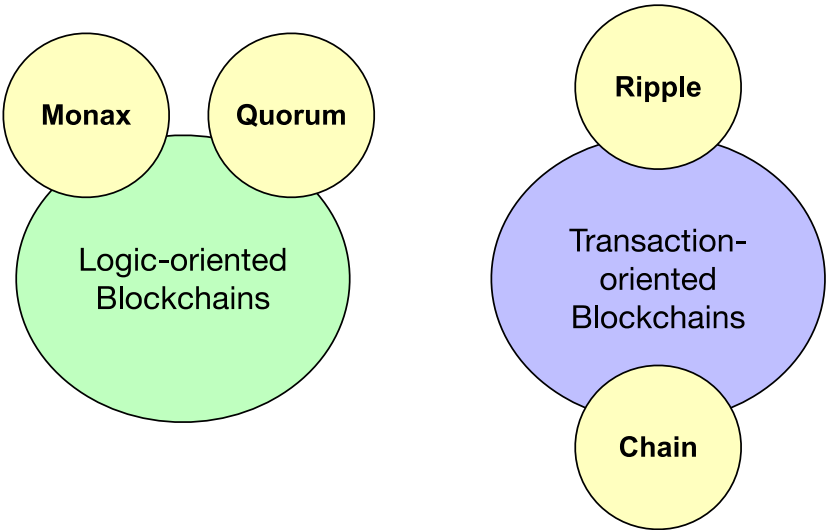 Monax
Quorum
Logic-oriented
Blockchains
Ripple
Transaction-
oriented
Blockchains
Chain